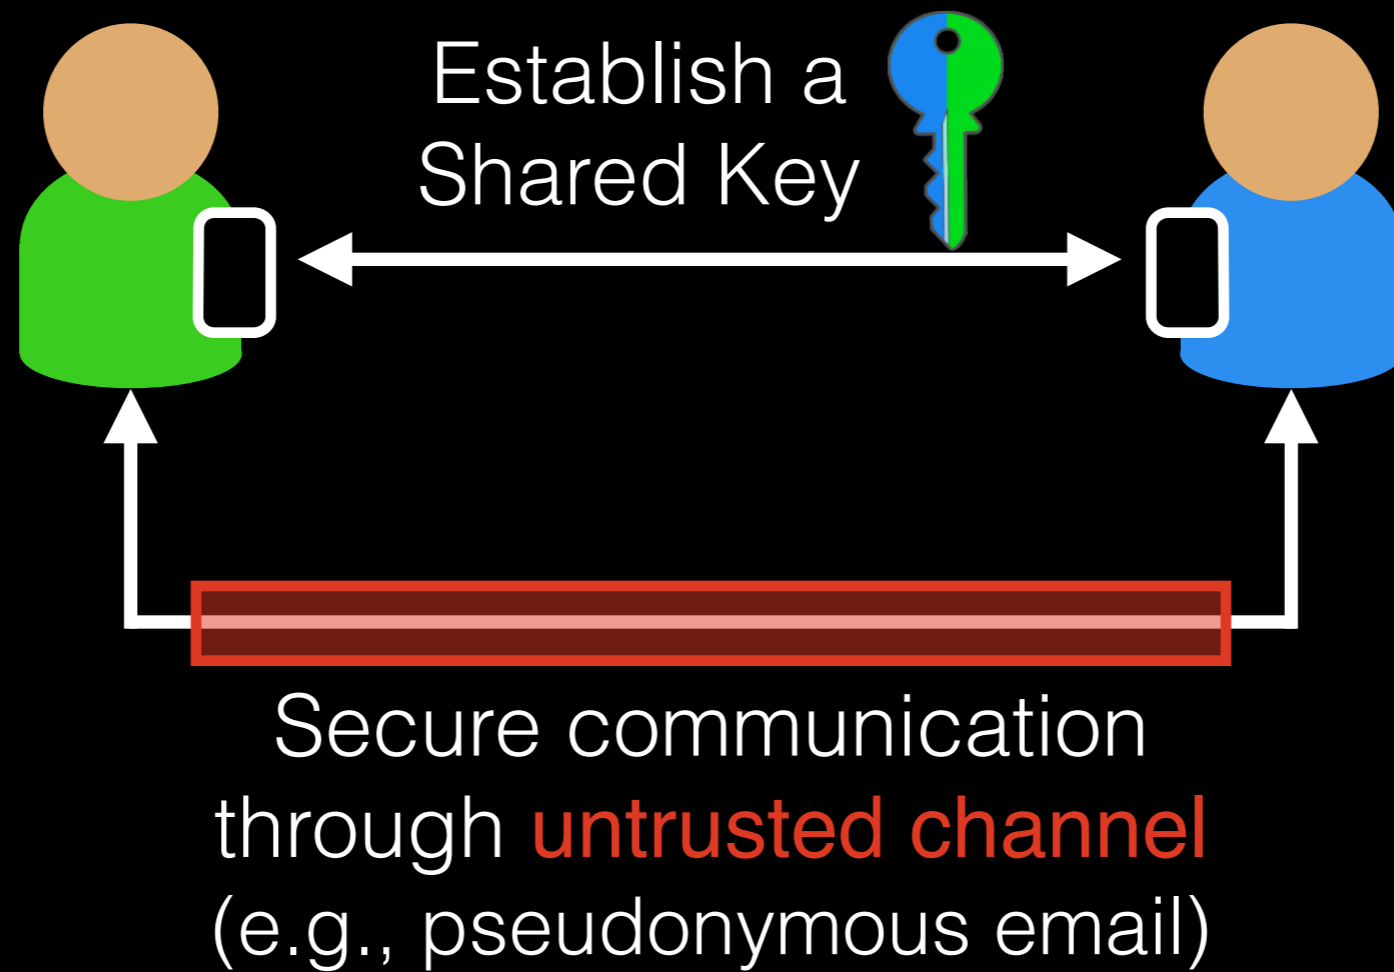 Establish a
Shared Key
Secure communication
through untrusted channel
(e.g., pseudonymous email)